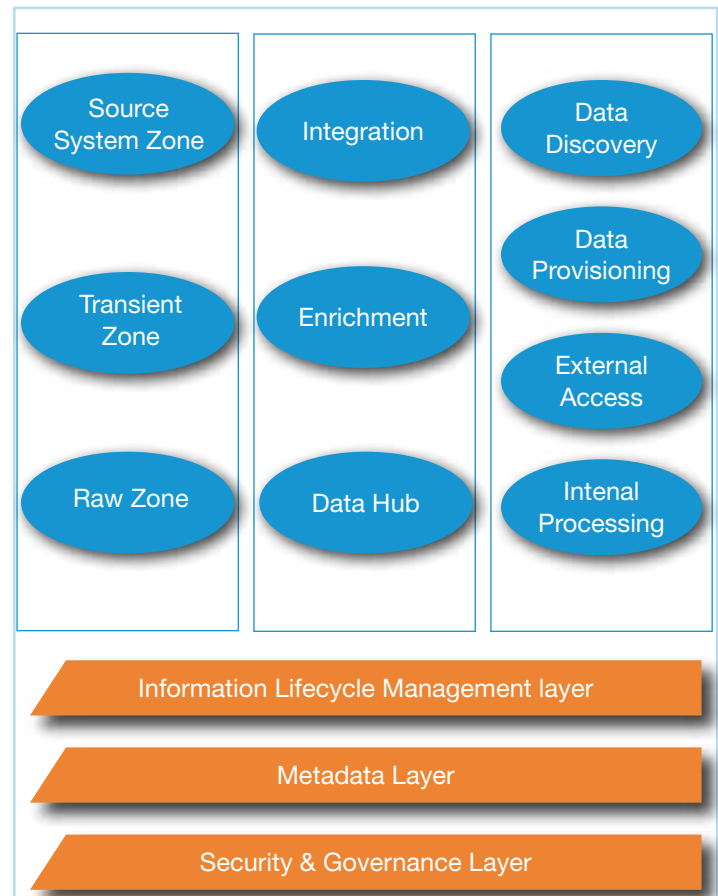 Source
System Zone
Transient
Zone
Raw Zone
Integration
Enrichment
Data Hub
Data
Discovery
Data
Provisioning
External
Access
Intenal
Processing
Information Lifecycle Management layer
Metadata Layer
Security & Governance Layer